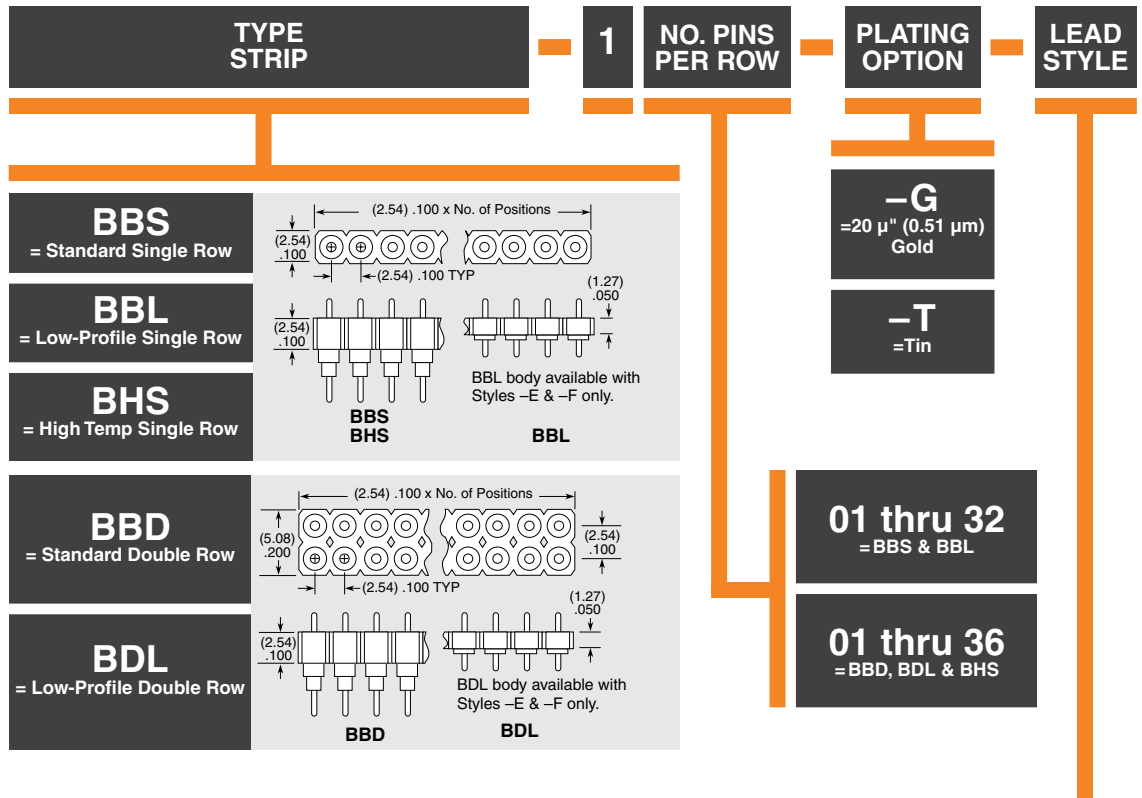 TYPE
STRIP
1
NO. PINS
PER ROW
PLATING
OPTION
LEAD
STYLE
BBS
= Standard Single Row
BBL
= Low-Profile Single Row
BHS
= High Temp Single Row
(2.54) .100 x No. of Positions
(2.54)
.100
(2.54) .100 TYP
(2.54)
.100
(1.27)
.050
BBL body available with
Styles –E & –F only.
BBS
BHS
BBL
–G
=20 µ" (0.51 µm)
Gold
–T
=Tin
BBD
= Standard Double Row
BDL
= Low-Profile Double Row
(2.54) .100 x No. of Positions
(5.08)
.200
(2.54)
.100
(2.54) .100 TYP
(2.54)
.100
(1.27)
.050
BDL body available with
Styles –E & –F only.
BBD
BDL
01 thru 32
=BBS & BBL
01 thru 36
=BBD, BDL & BHS